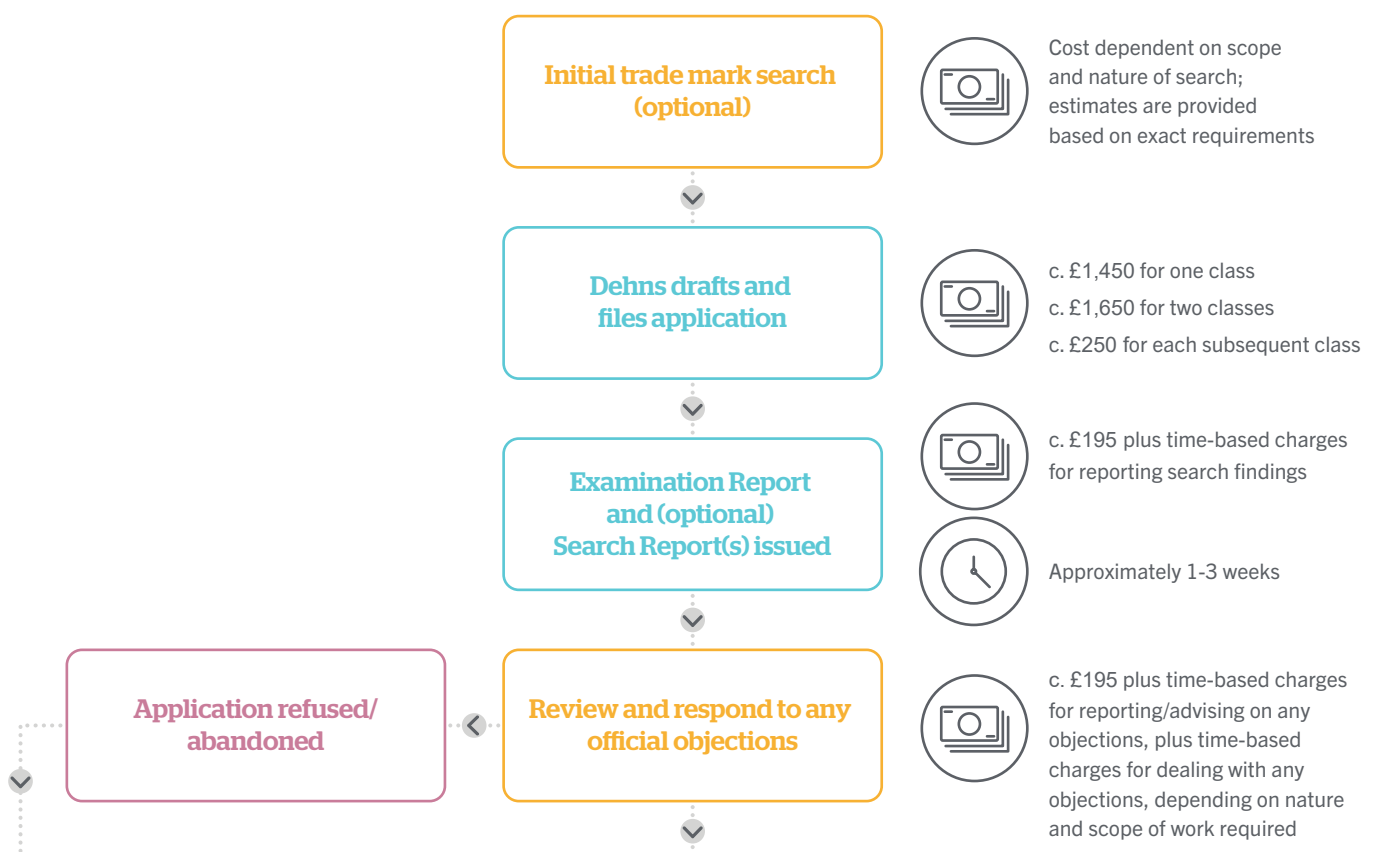 Initial trade mark search
(optional)
Cost dependent on scope
and nature of search;
estimates are provided
based on exact requirements
Dehns drafts and
files application
c. £1,450 for one class
c. £1,650 for two classes
c. £250 for each subsequent class
Examination Report
and (optional)
Search Report(s) issued
c. £195 plus time-based charges
for reporting search findings
Approximately 1-3 weeks
Application refused/
abandoned
Review and respond to any
official objections
c. £195 plus time-based charges
for reporting/advising on any
objections, plus time-based
charges for dealing with any
objections, depending on nature
and scope of work required